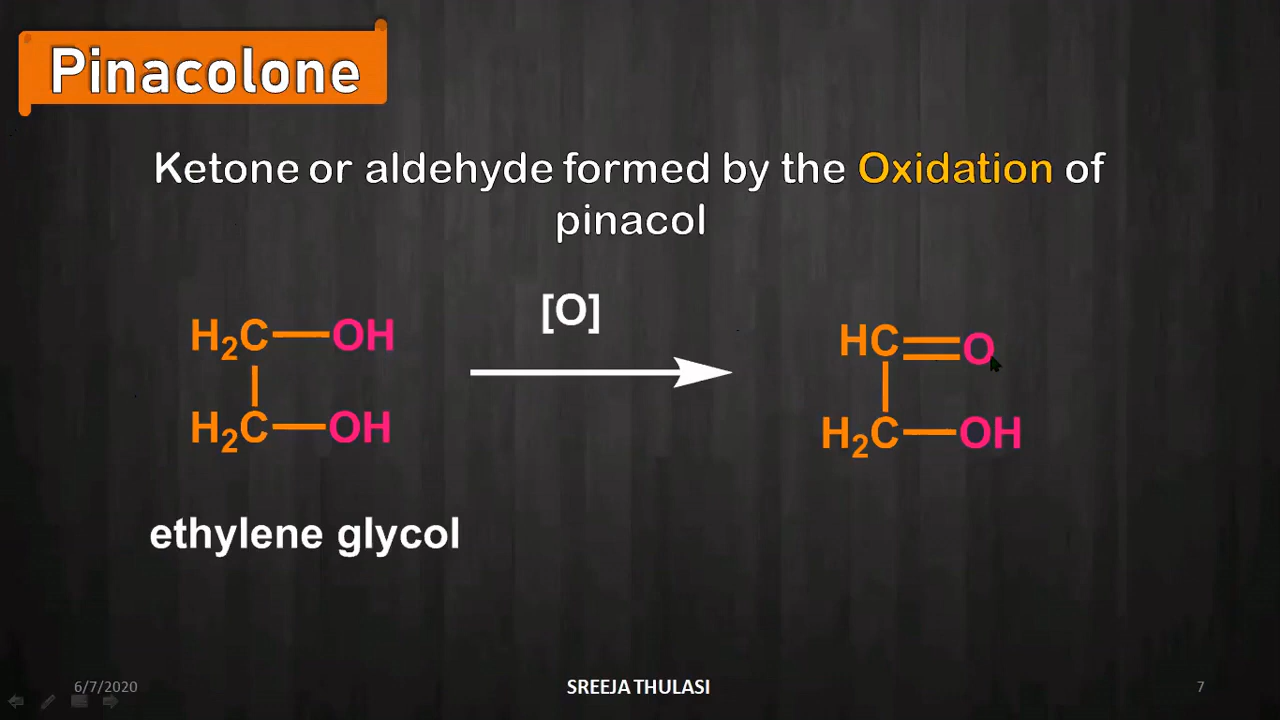 Pinacolone
Ketone or aldehyde formed by the Oxidation of
pinacol
[O]
H₂C—OH
H₂C—OH
HC=O
H₂C—OH
ethylene glycol
6/7/2020
SREEJA THULASI
7